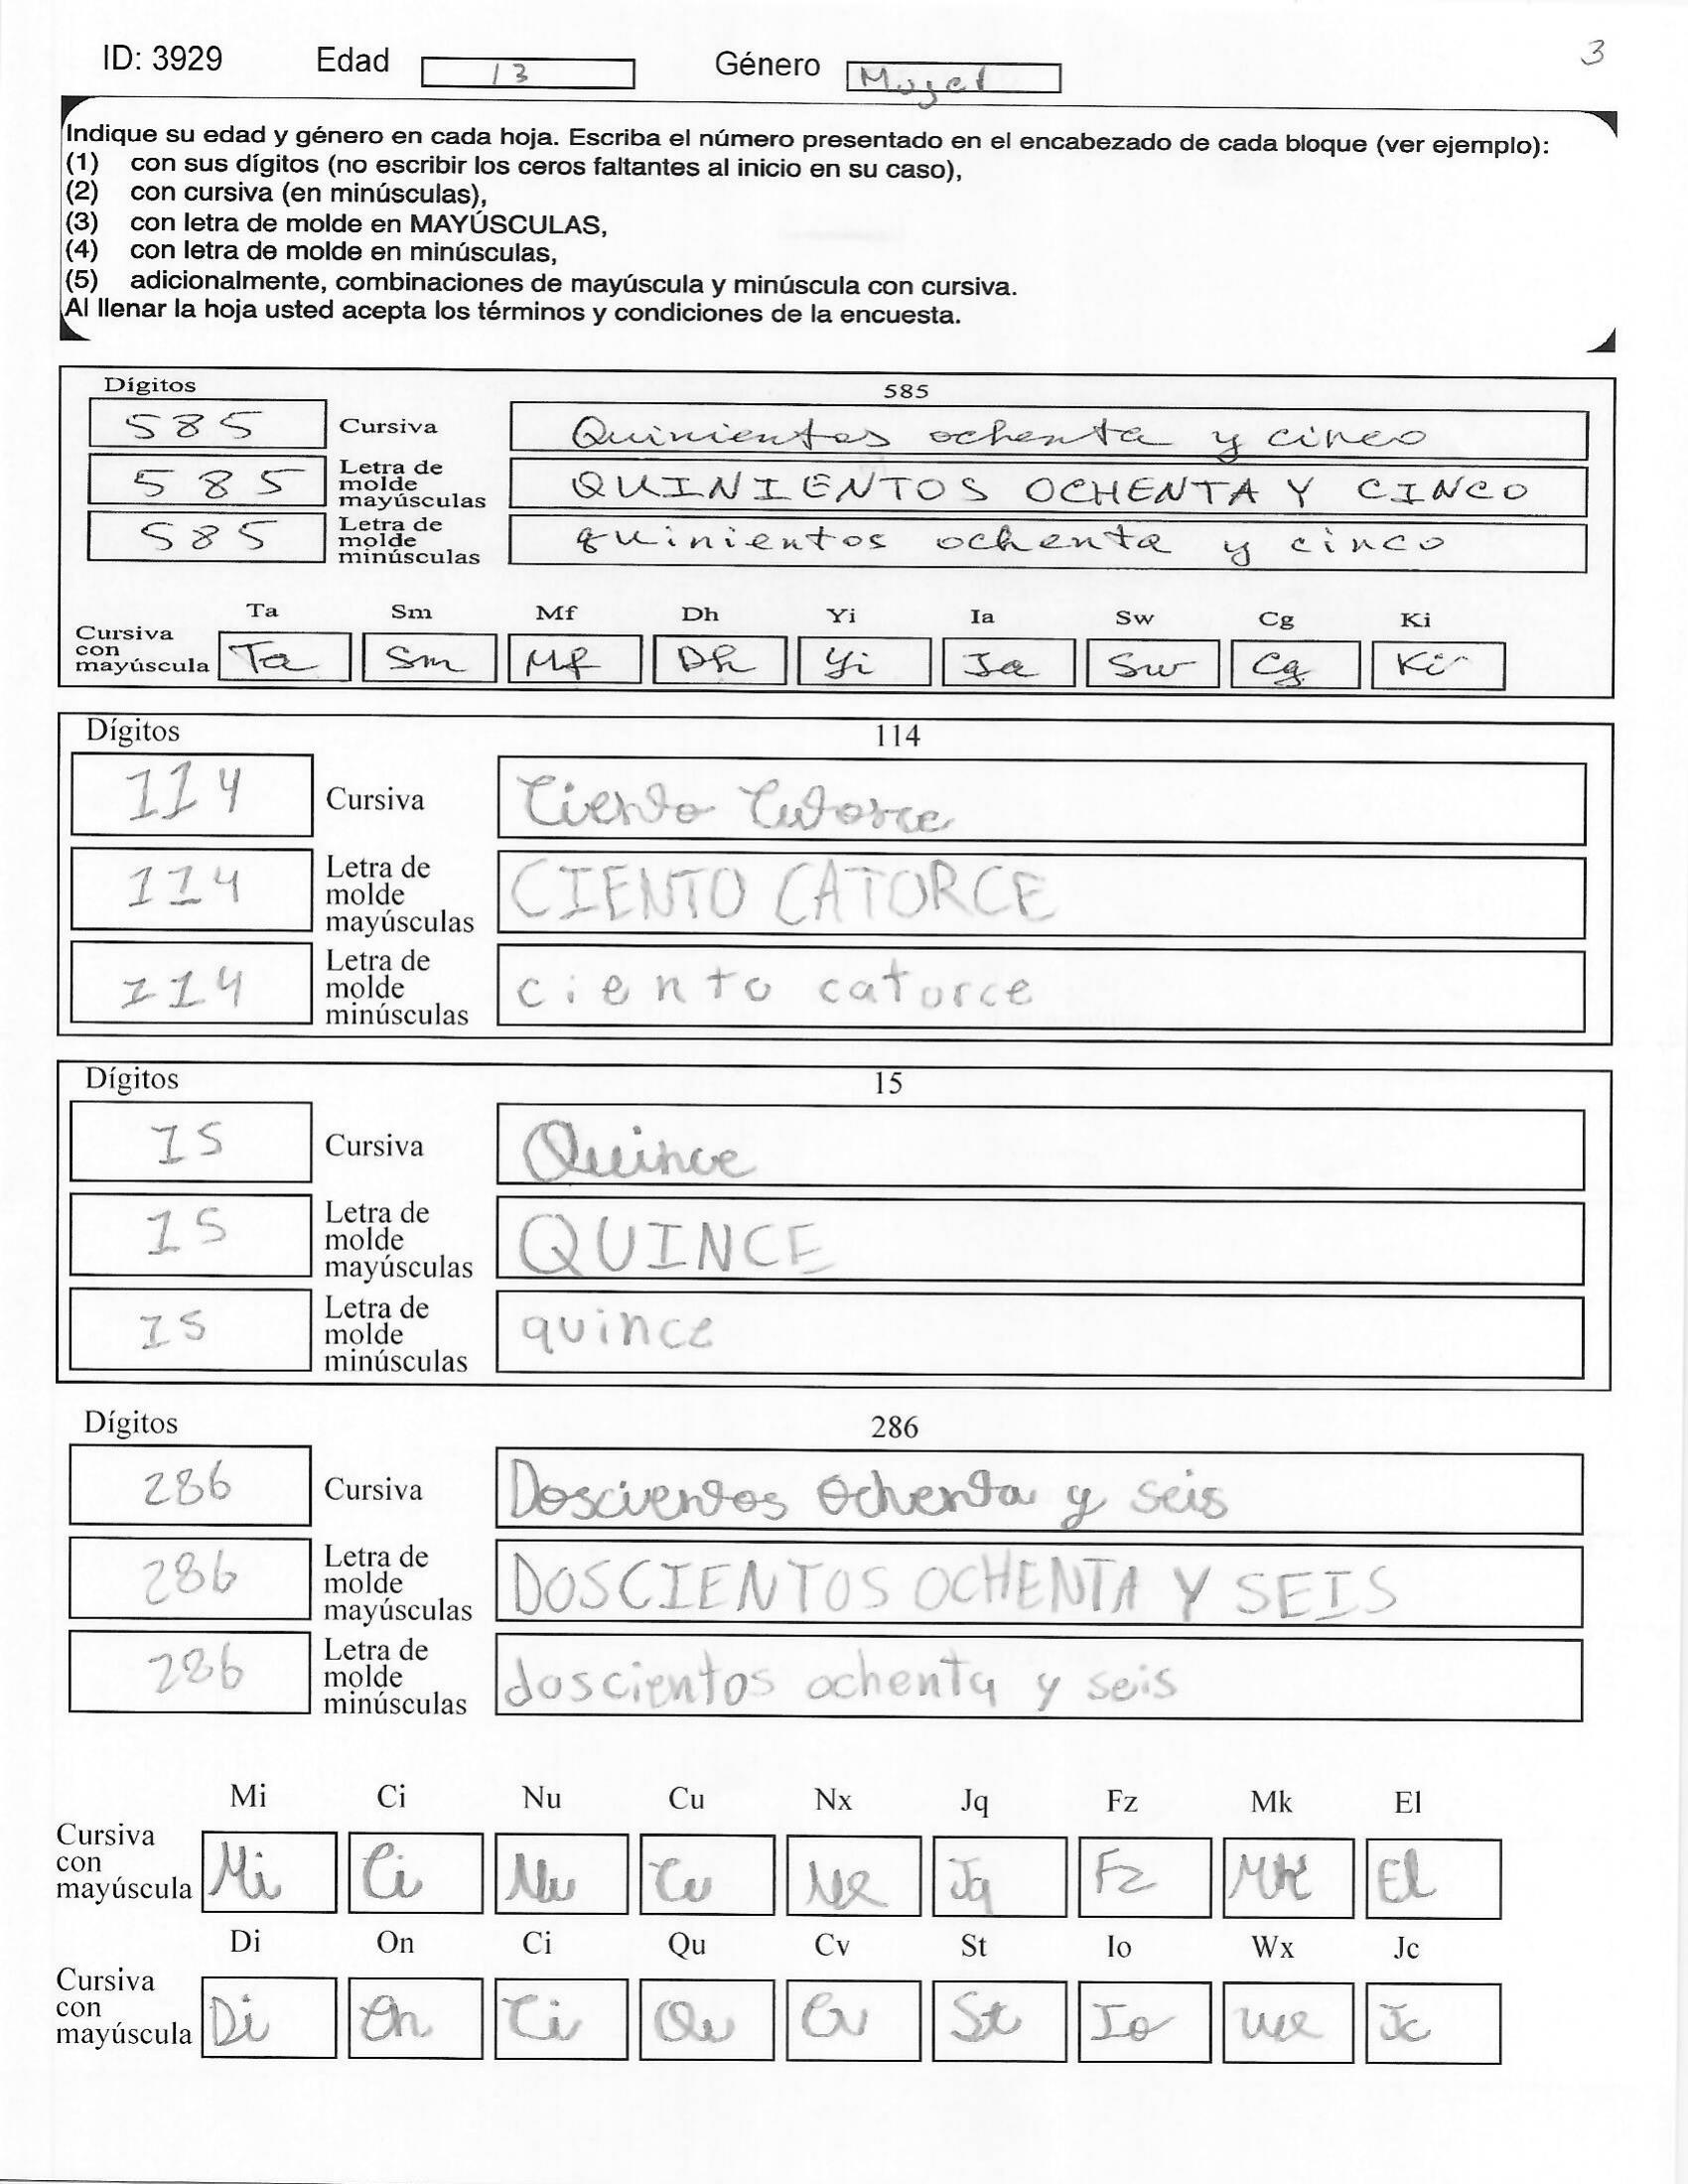 ID: 3929 Edad 13 Género Mujer 3
Indique su edad y género en cada hoja. Escriba el número presentado en el encabezado de cada bloque (ver ejemplo):
(1) con sus dígitos (no escribir los ceros faltantes al inicio en su caso),
(2) con cursiva (en minúsculas),
(3) con letra de molde en MAYÚSCULAS,
(4) con letra de molde en minúsculas,
(5) adicionalmente, combinaciones de mayúscula y minúscula con cursiva.
Al llenar la hoja usted acepta los términos y condiciones de la encuesta.
Dígitos 585
585 Cursiva Quinientos ochenta y cinco
585 Letra de molde mayúsculas QUINIENTOS OCHENTA Y CINCO
585 Letra de molde minúsculas quinientos ochenta y cinco
Ta Sm Mf Dh Yi Ia Sw Cg Ki
Cursiva con mayúscula Ta Sm Mf Dh Yi Ia Sw Cg Ki
Dígitos 114
114 Cursiva Ciento Catorce
114 Letra de molde mayúsculas CIENTO CATORCE
114 Letra de molde minúsculas ciento catorce
Dígitos 15
15 Cursiva Quince
15 Letra de molde mayúsculas QUINCE
15 Letra de molde minúsculas quince
Dígitos 286
286 Cursiva Doscientos Ochenta y seis
286 Letra de molde mayúsculas DOSCIENTOS OCHENTA Y SEIS
286 Letra de molde minúsculas doscientos ochenta y seis
Mi Ci Nu Cu Nx Jq Fz Mk El
Cursiva con mayúscula Mi Ci Nu Cu Nx Jq Fz Mk El
Di On Ci Qu Cv St Io Wx Jc
Cursiva con mayúscula Di On Ci Qu Cv St Io Wx Jc